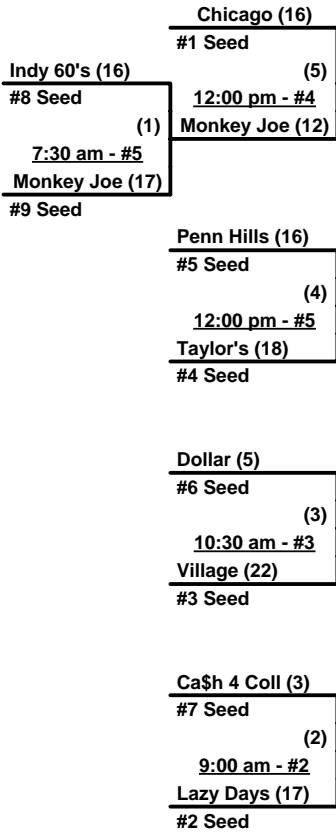 Chicago (16)
#1 Seed
Indy 60's (16)
(5)
#8 Seed
12:00 pm - #4
(1)
Monkey Joe (12)
7:30 am - #5
Monkey Joe (17)
#9 Seed
Penn Hills (16)
#5 Seed
(4)
12:00 pm - #5
Taylor's (18)
#4 Seed
Dollar (5)
#6 Seed
(3)
10:30 am - #3
Village (22)
#3 Seed
Ca$h 4 Coll (3)
#7 Seed
(2)
9:00 am - #2
Lazy Days (17)
#2 Seed